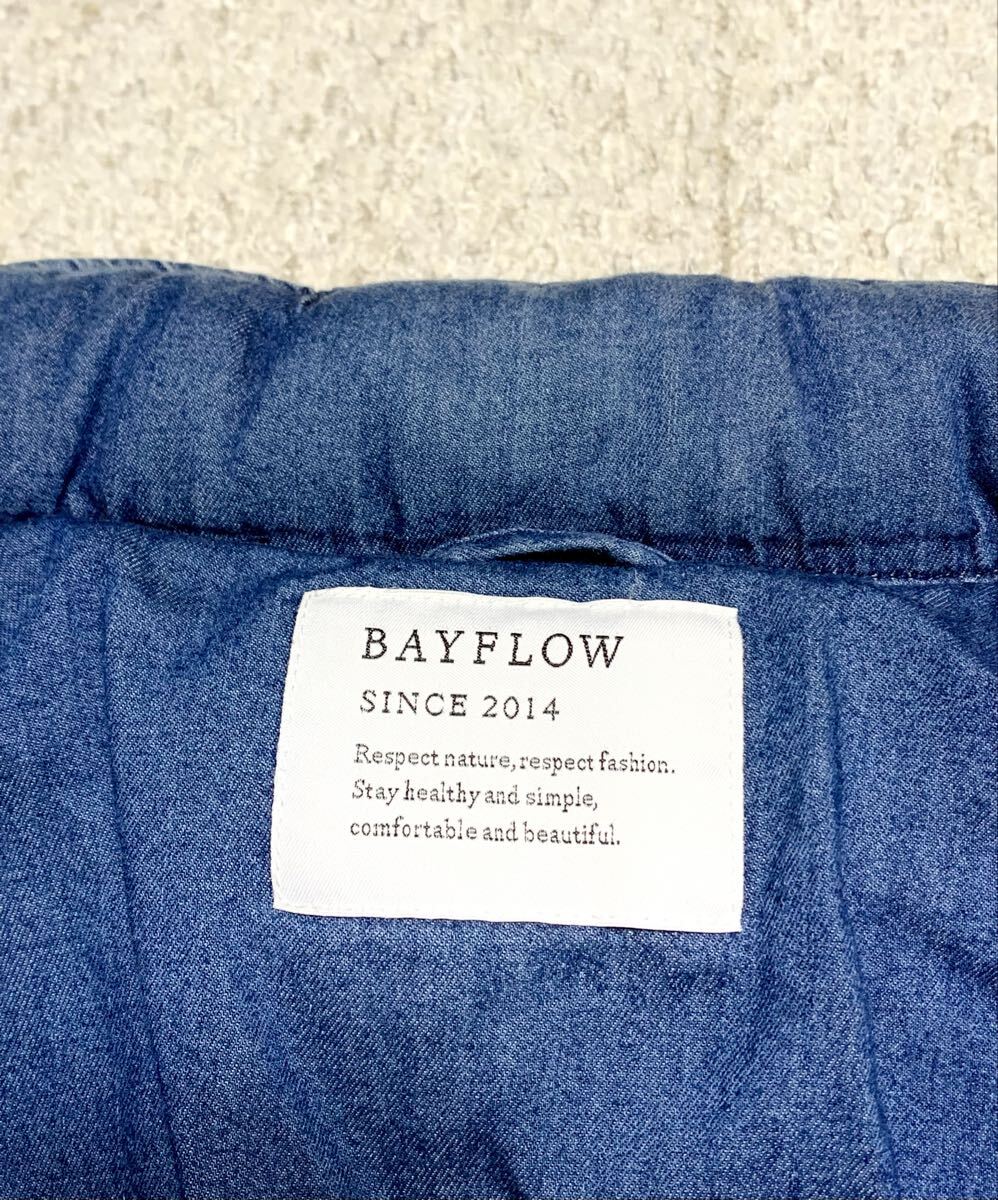 BAYFLOW
SINCE 2014
Respect nature, respect fashion.
Stay healthy and simple,
comfortable and beautiful.